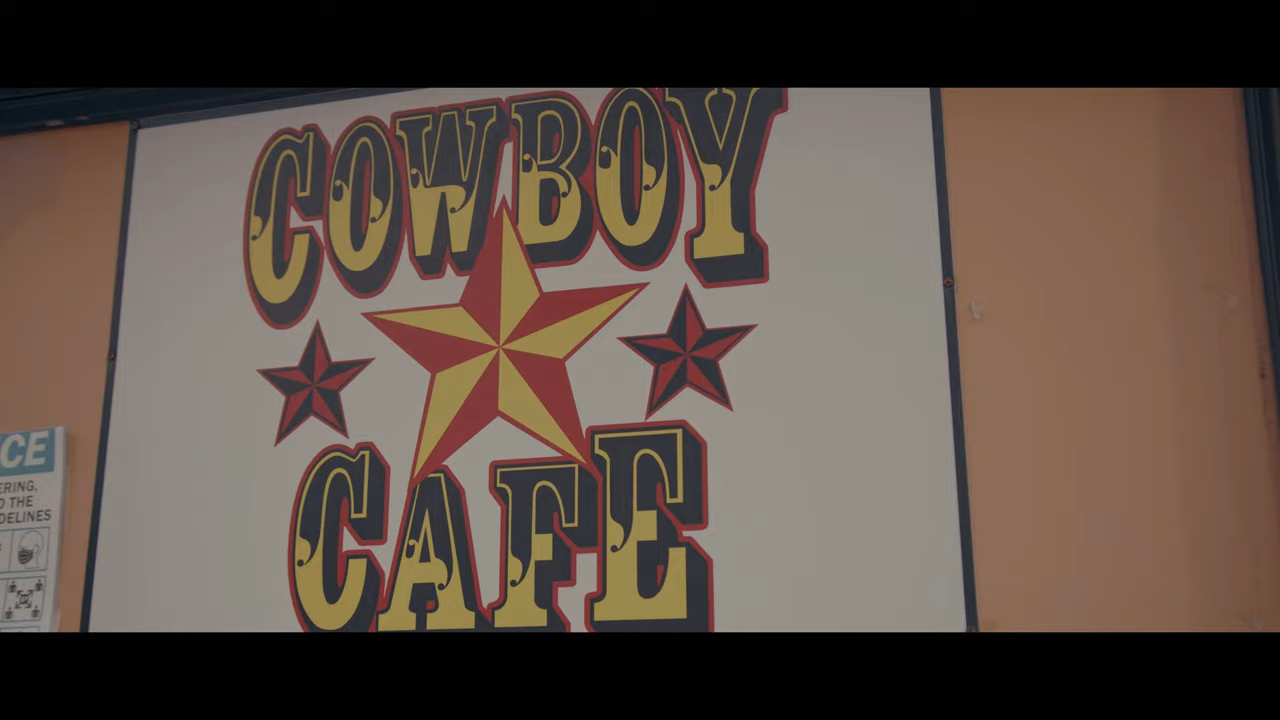 COWBOY
CAFE
CE
ERING,
O THE
DELINES